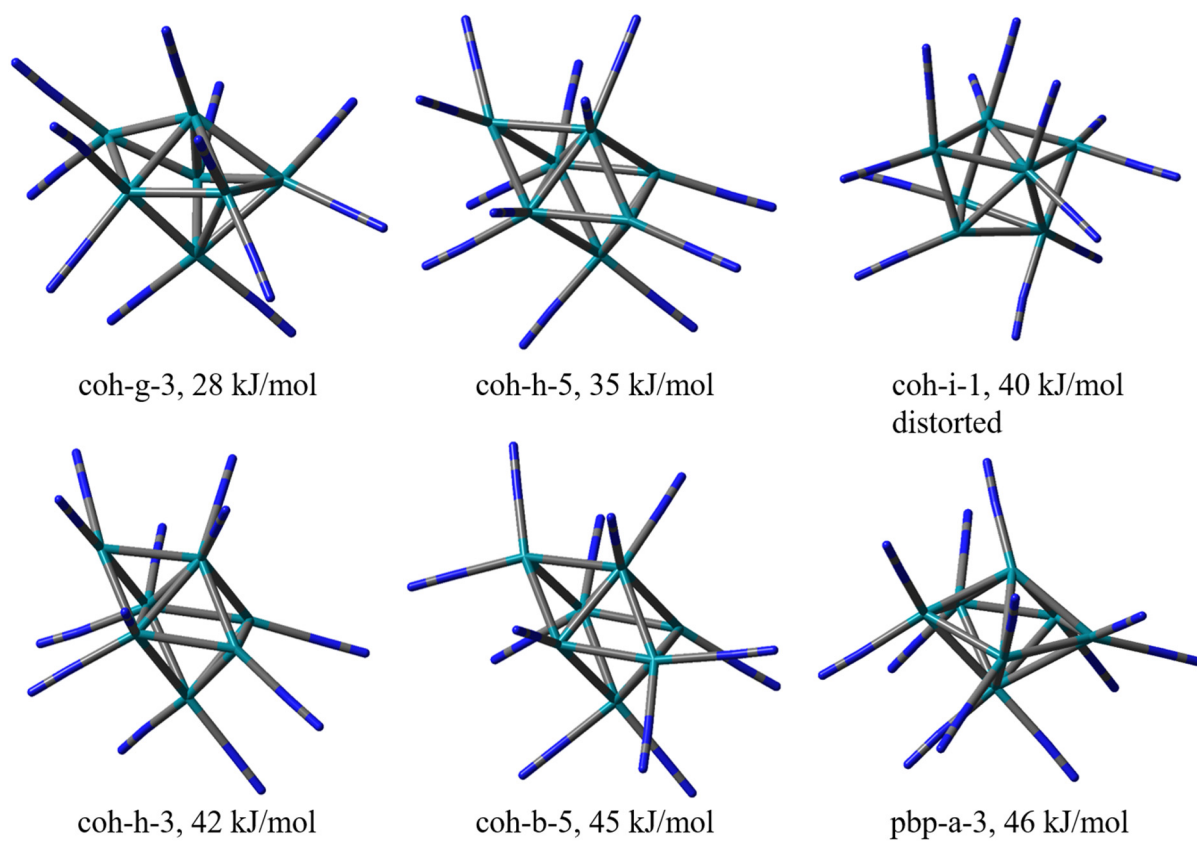 coh-g-3, 28 kJ/mol
coh-h-5, 35 kJ/mol
coh-i-1, 40 kJ/mol
distorted
coh-h-3, 42 kJ/mol
coh-b-5, 45 kJ/mol
pbp-a-3, 46 kJ/mol